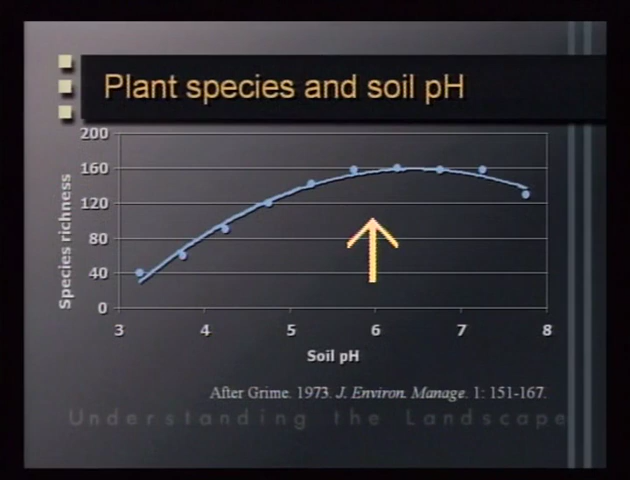 Plant species and soil pH
200
160
120
80
40
0
Species richness
3 4 5 6 7 8
Soil pH
After Grime. 1973. J. Environ. Manage. 1: 151-167.
Understanding the Landscape